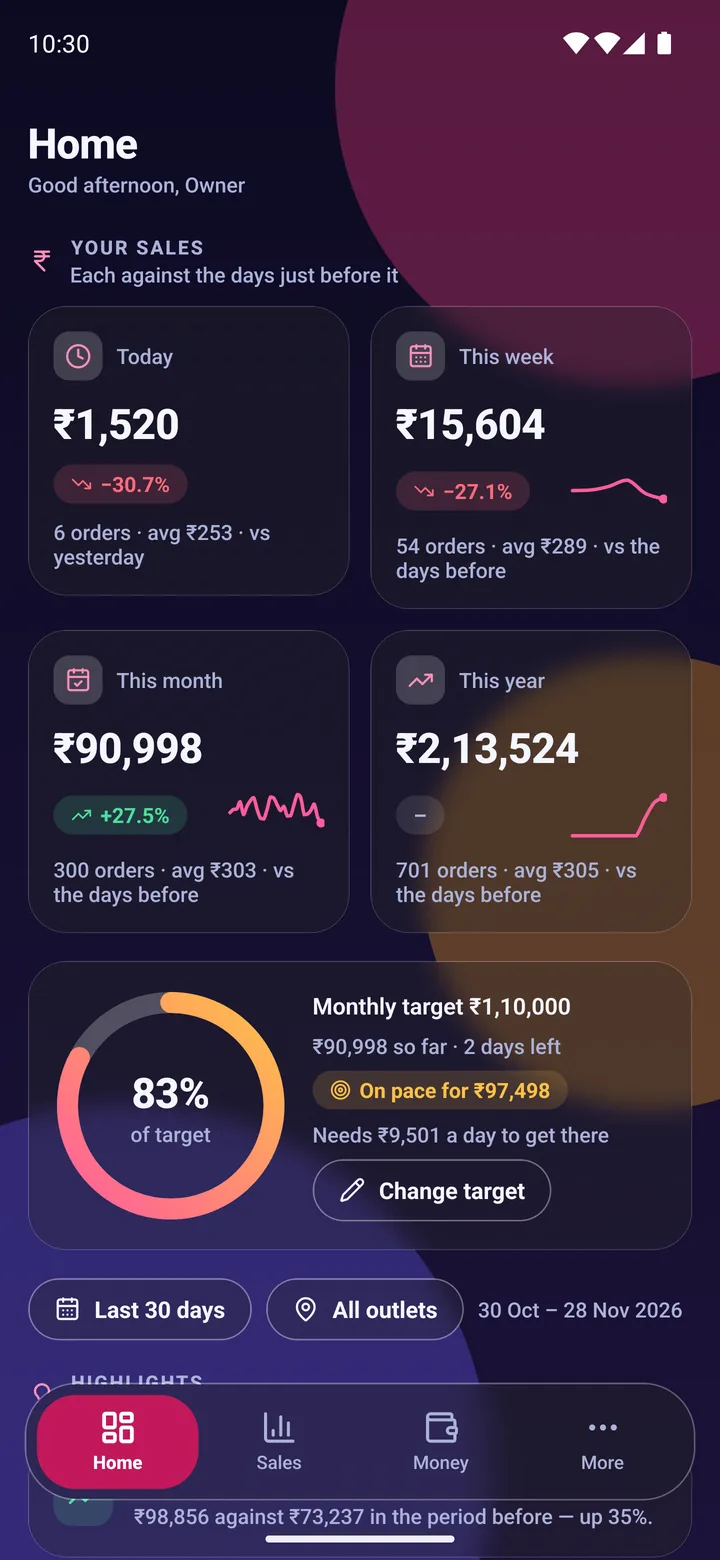 10:30
Home
Good afternoon, Owner
₹ YOUR SALES
Each against the days just before it
Today
₹1,520
−30.7%
6 orders · avg ₹253 · vs
yesterday
This week
₹15,604
−27.1%
54 orders · avg ₹289 · vs the
days before
This month
₹90,998
+27.5%
300 orders · avg ₹303 · vs
the days before
This year
₹2,13,524
–
701 orders · avg ₹305 · vs
the days before
83%
of target
Monthly target ₹1,10,000
₹90,998 so far · 2 days left
On pace for ₹97,498
Needs ₹9,501 a day to get there
Change target
Last 30 days
All outlets
30 Oct – 28 Nov 2026
HIGHLIGHTS
Home
Sales
Money
More
₹98,856 against ₹73,237 in the period before — up 35%.